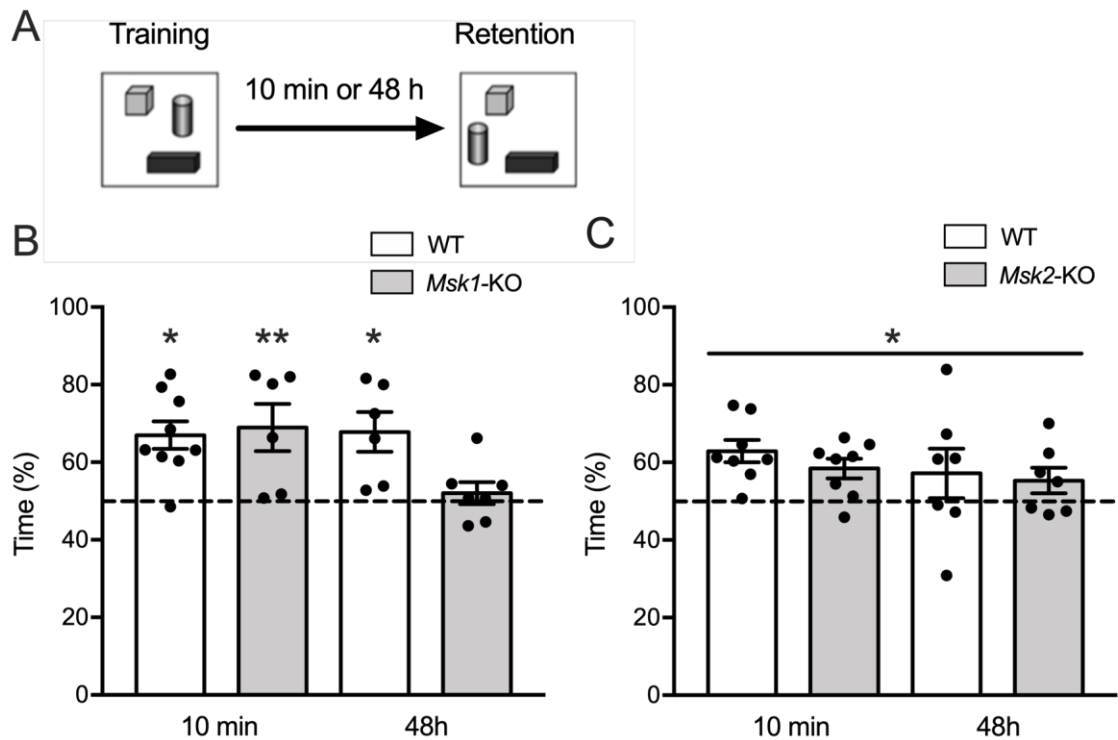 A
Training
Retention
10 min or 48 h
B
WT
Msk1-KO
100
80
60
40
20
0
Time (%)
*
**
*
10 min
48h
C
WT
Msk2-KO
100
80
60
40
20
0
Time (%)
*
10 min
48h